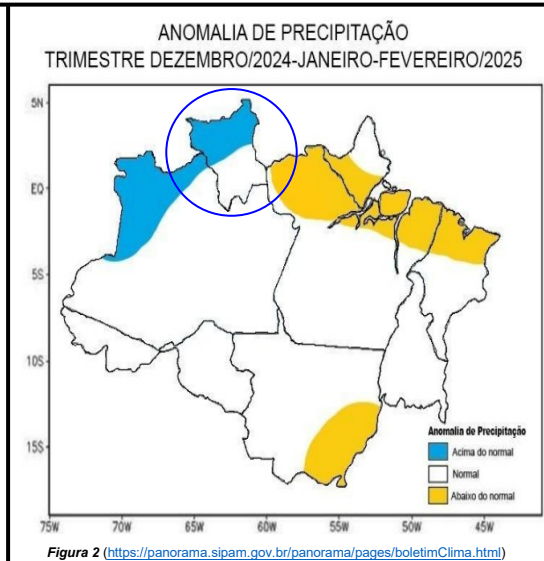 ANOMALIA DE PRECIPITAÇÃO
TRIMESTRE DEZEMBRO/2024-JANEIRO-FEVEREIRO/2025
5N
EQ
5S
10S
15S
Anomalia de Precipitação
Acima do normal
Normal
Abaixo do normal
75W 70W 65W 60W 55W 50W 45W
Figura 2 (https://panorama.sipam.gov.br/panorama/pages/boletimClima.html)